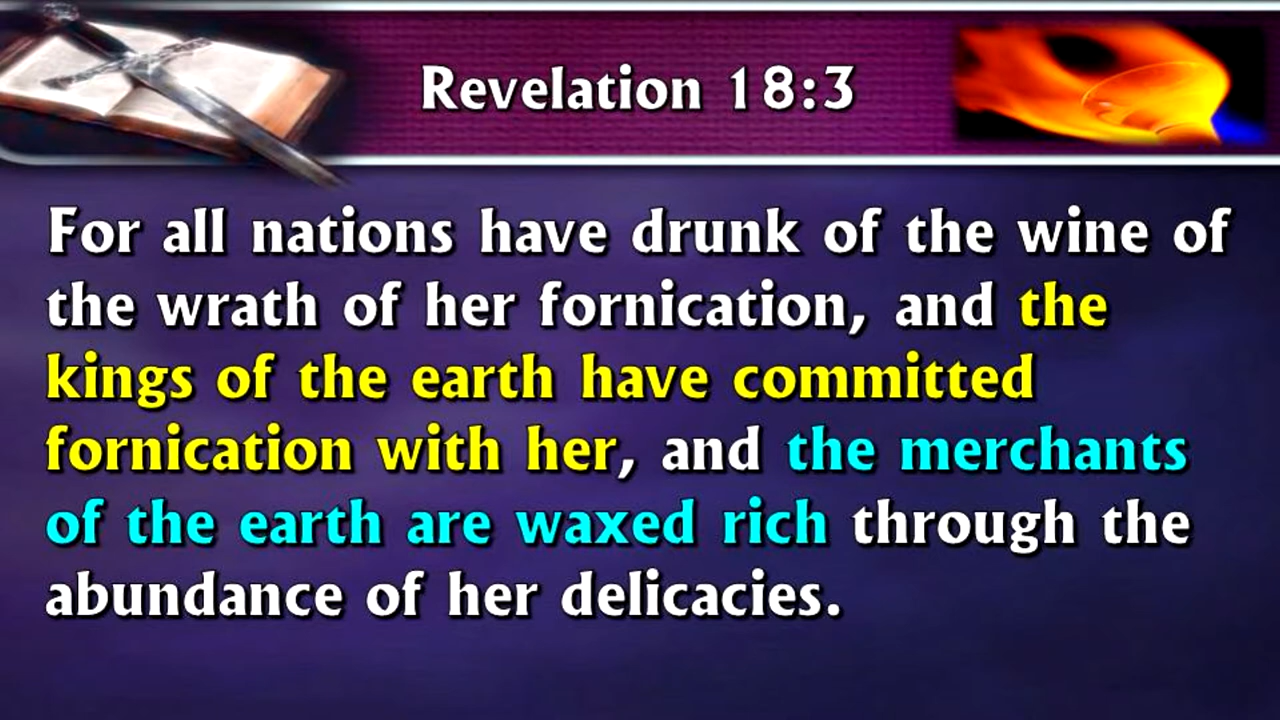 Revelation 18:3
For all nations have drunk of the wine of
the wrath of her fornication, and the
kings of the earth have committed
fornication with her, and the merchants
of the earth are waxed rich through the
abundance of her delicacies.